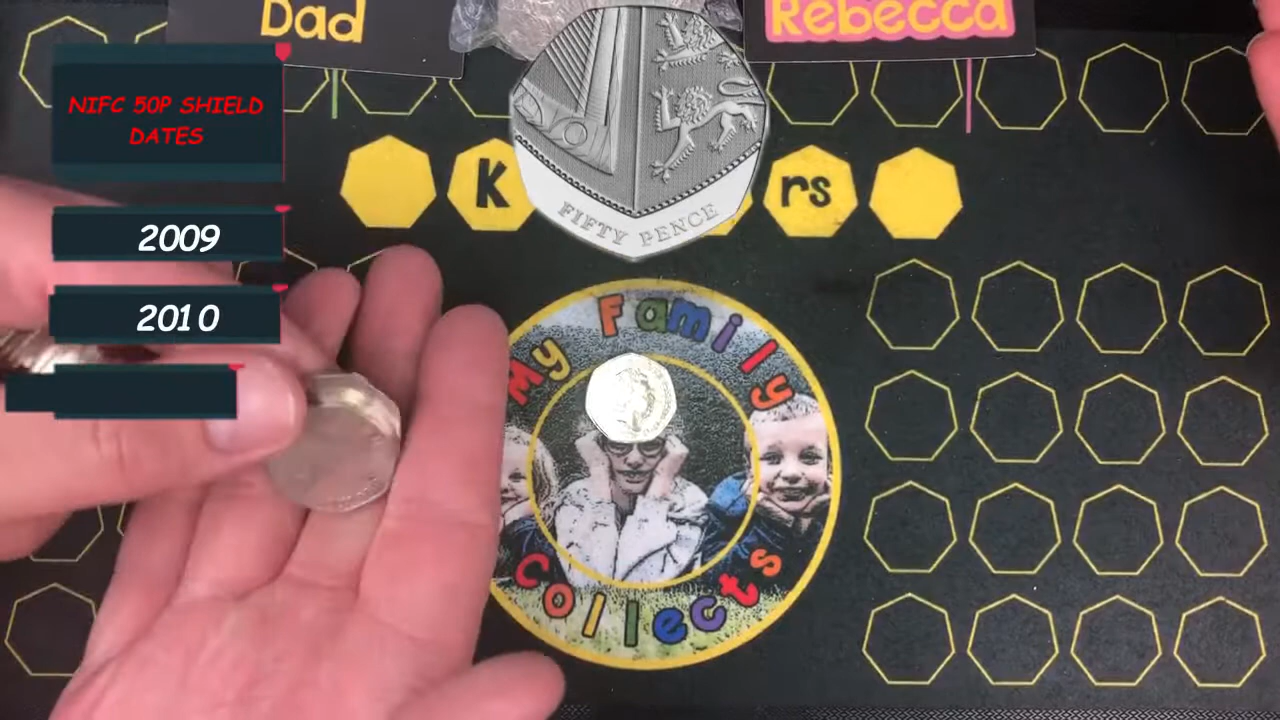 Dad
Rebecca
NIFC 50P SHIELD
DATES
2009
2010
K
rs
FIFTY PENCE
My Family
Collects